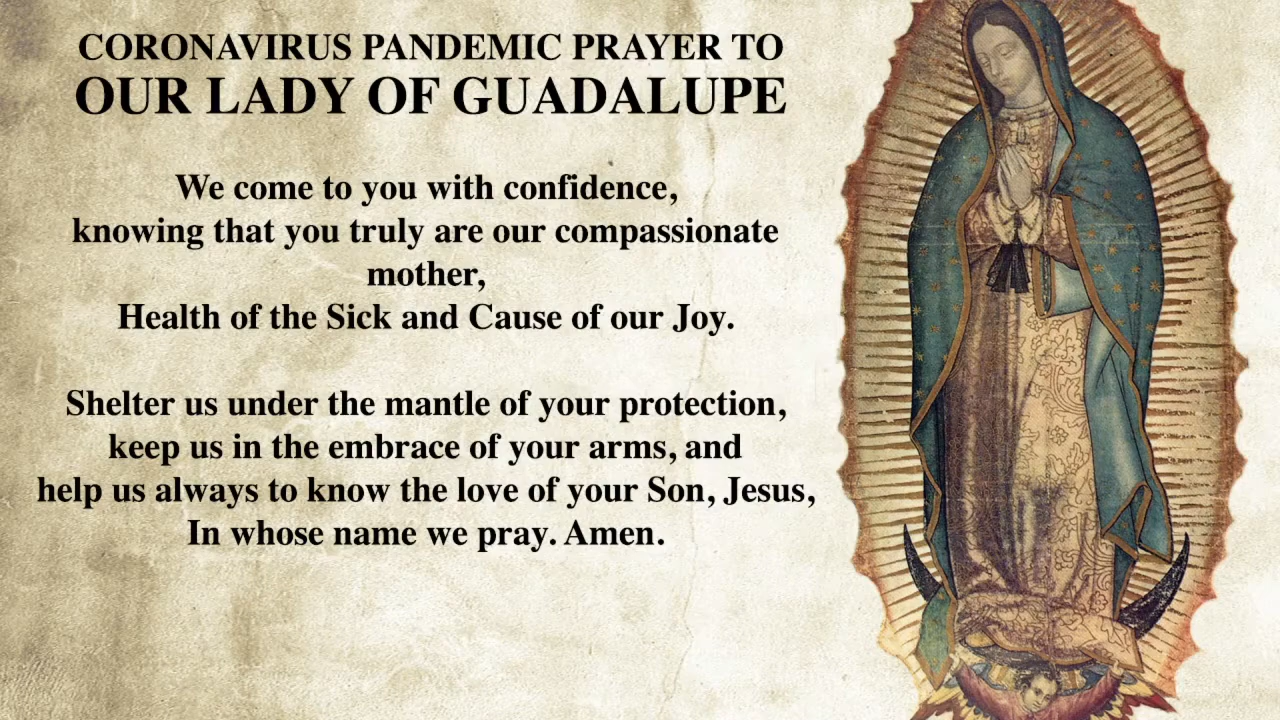 CORONAVIRUS PANDEMIC PRAYER TO
OUR LADY OF GUADALUPE
We come to you with confidence,
knowing that you truly are our compassionate
mother,
Health of the Sick and Cause of our Joy.
Shelter us under the mantle of your protection,
keep us in the embrace of your arms, and
help us always to know the love of your Son, Jesus,
In whose name we pray. Amen.